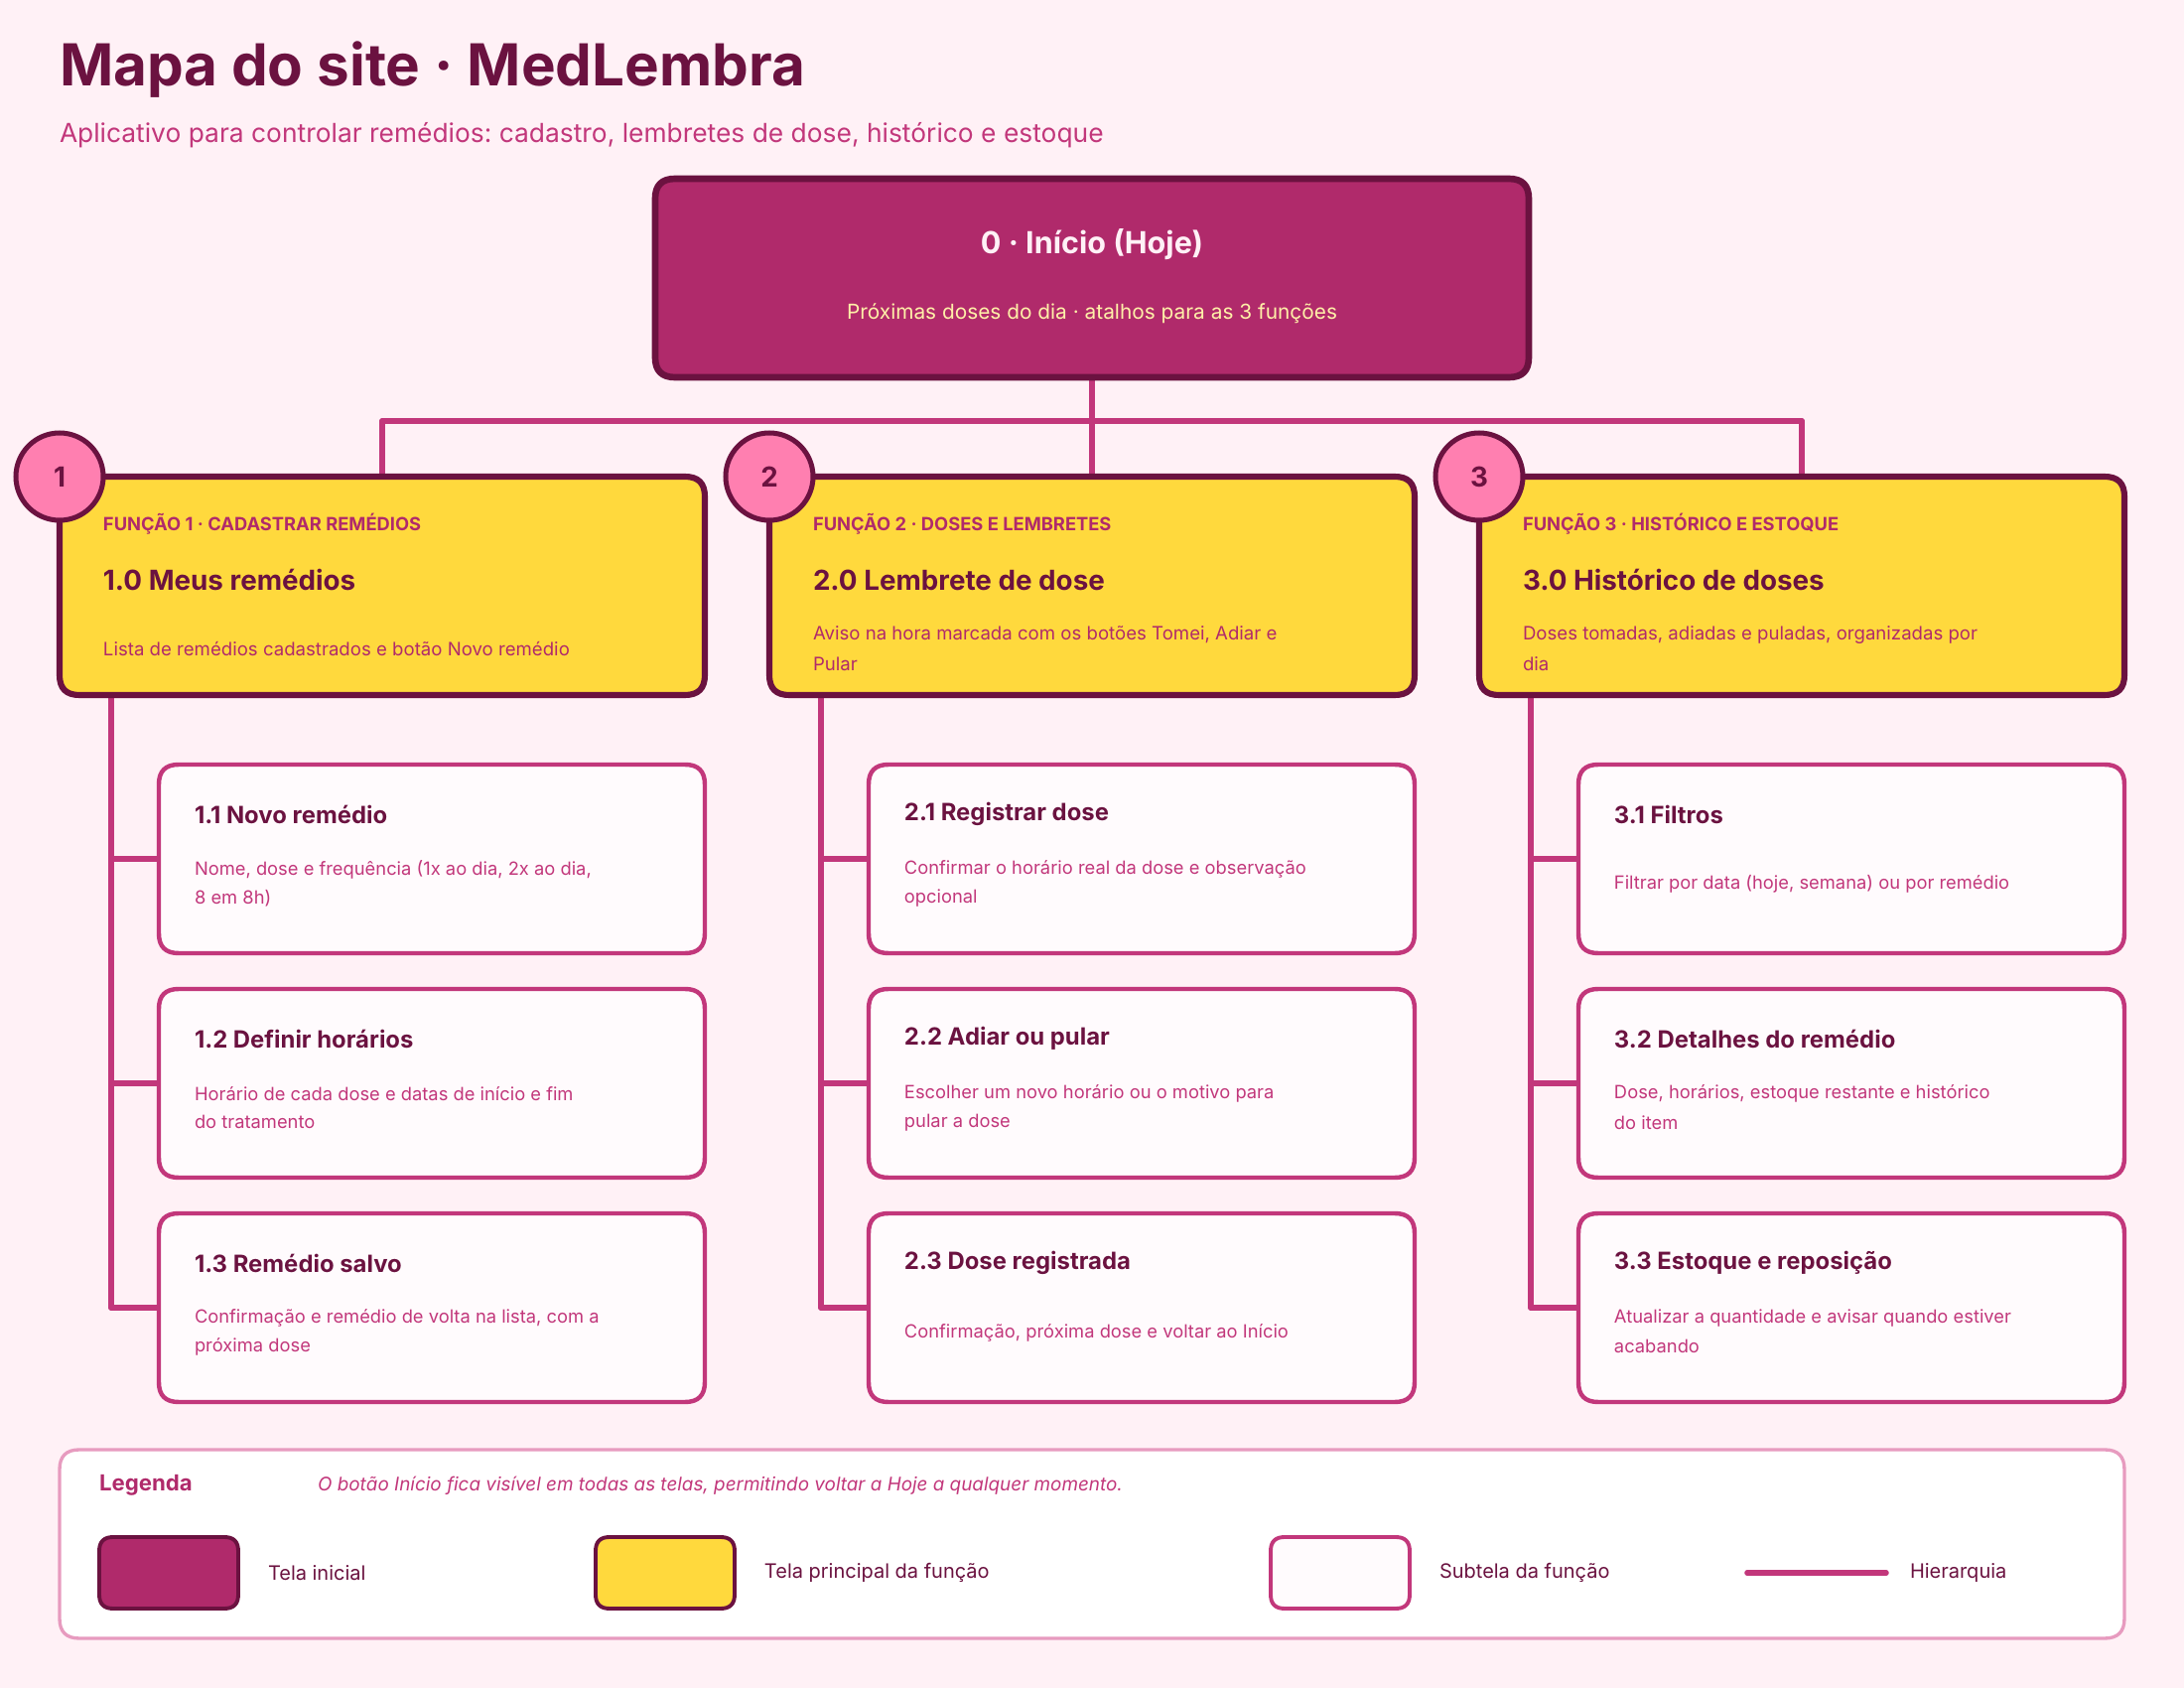 Mapa do site · MedLembra
Aplicativo para controlar remédios: cadastro, lembretes de dose, histórico e estoque
0 · Início (Hoje)
Próximas doses do dia · atalhos para as 3 funções
1
FUNÇÃO 1 · CADASTRAR REMÉDIOS
1.0 Meus remédios
Lista de remédios cadastrados e botão Novo remédio
1.1 Novo remédio
Nome, dose e frequência (1x ao dia, 2x ao dia,
8 em 8h)
1.2 Definir horários
Horário de cada dose e datas de início e fim
do tratamento
1.3 Remédio salvo
Confirmação e remédio de volta na lista, com a
próxima dose
2
FUNÇÃO 2 · DOSES E LEMBRETES
2.0 Lembrete de dose
Aviso na hora marcada com os botões Tomei, Adiar e
Pular
2.1 Registrar dose
Confirmar o horário real da dose e observação
opcional
2.2 Adiar ou pular
Escolher um novo horário ou o motivo para
pular a dose
2.3 Dose registrada
Confirmação, próxima dose e voltar ao Início
3
FUNÇÃO 3 · HISTÓRICO E ESTOQUE
3.0 Histórico de doses
Doses tomadas, adiadas e puladas, organizadas por
dia
3.1 Filtros
Filtrar por data (hoje, semana) ou por remédio
3.2 Detalhes do remédio
Dose, horários, estoque restante e histórico
do item
3.3 Estoque e reposição
Atualizar a quantidade e avisar quando estiver
acabando
Legenda
O botão Início fica visível em todas as telas, permitindo voltar a Hoje a qualquer momento.
Tela inicial
Tela principal da função
Subtela da função
Hierarquia